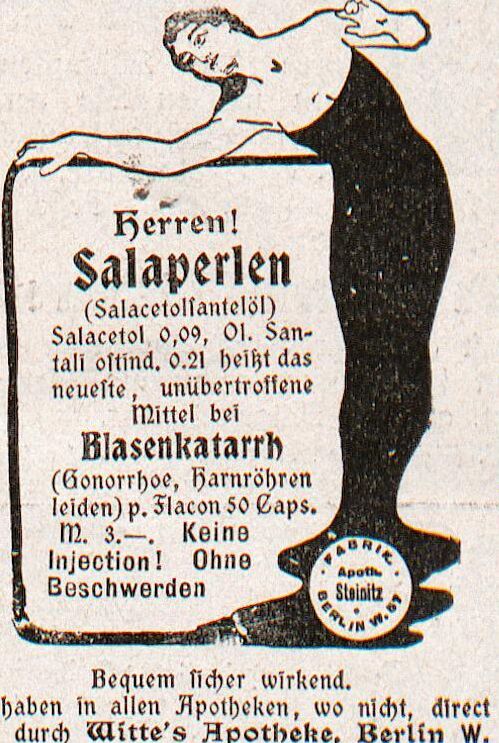 Herren!
Salaperlen
(Salacetolſantelöl)
Salacetol 0,09, Ol. San-
tali oſtind. 0.21 heißt das
neueſte, unübertroffene
Mittel bei
Blasenkatarrh
(Gonorrhoe, Harnröhren
leiden) p. Flacon 50 Caps.
M. 3.—. Keine
Injection! Ohne
Beschwerden
FABRIK.
Apoth.
Steinitz
BERLIN W. 57
Bequem ſicher wirkend.
haben in allen Apotheken, wo nicht, direct
durch Witte's Apotheke, Berlin W.